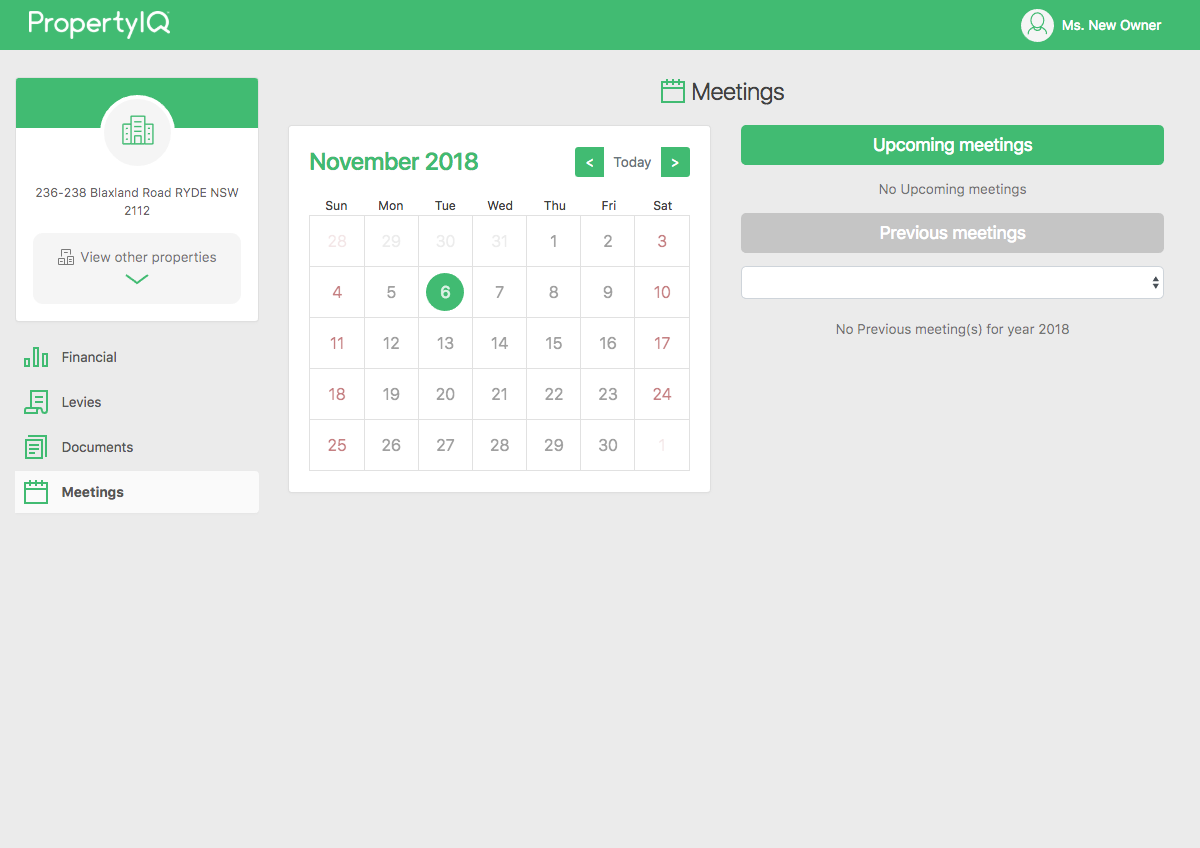 PropertyIQ
Ms. New Owner
236-238 Blaxland Road RYDE NSW
2112
View other properties
Financial
Levies
Documents
Meetings
Meetings
November 2018
< Today >
Sun Mon Tue Wed Thu Fri Sat
28 29 30 31 1 2 3
4 5 6 7 8 9 10
11 12 13 14 15 16 17
18 19 20 21 22 23 24
25 26 27 28 29 30 1
Upcoming meetings
No Upcoming meetings
Previous meetings
No Previous meeting(s) for year 2018